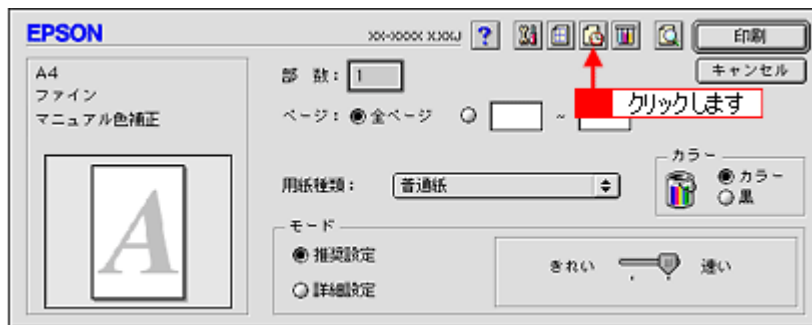 EPSON
XX-XXXX X.XXJ
?
印刷
キャンセル
A4
ファイン
マニュアル色補正
部 数: 1
クリックします
ページ: 全ページ ~
用紙種類: 普通紙
カラー
カラー
黒
A
モード
推奨設定
詳細設定
きれい 速い